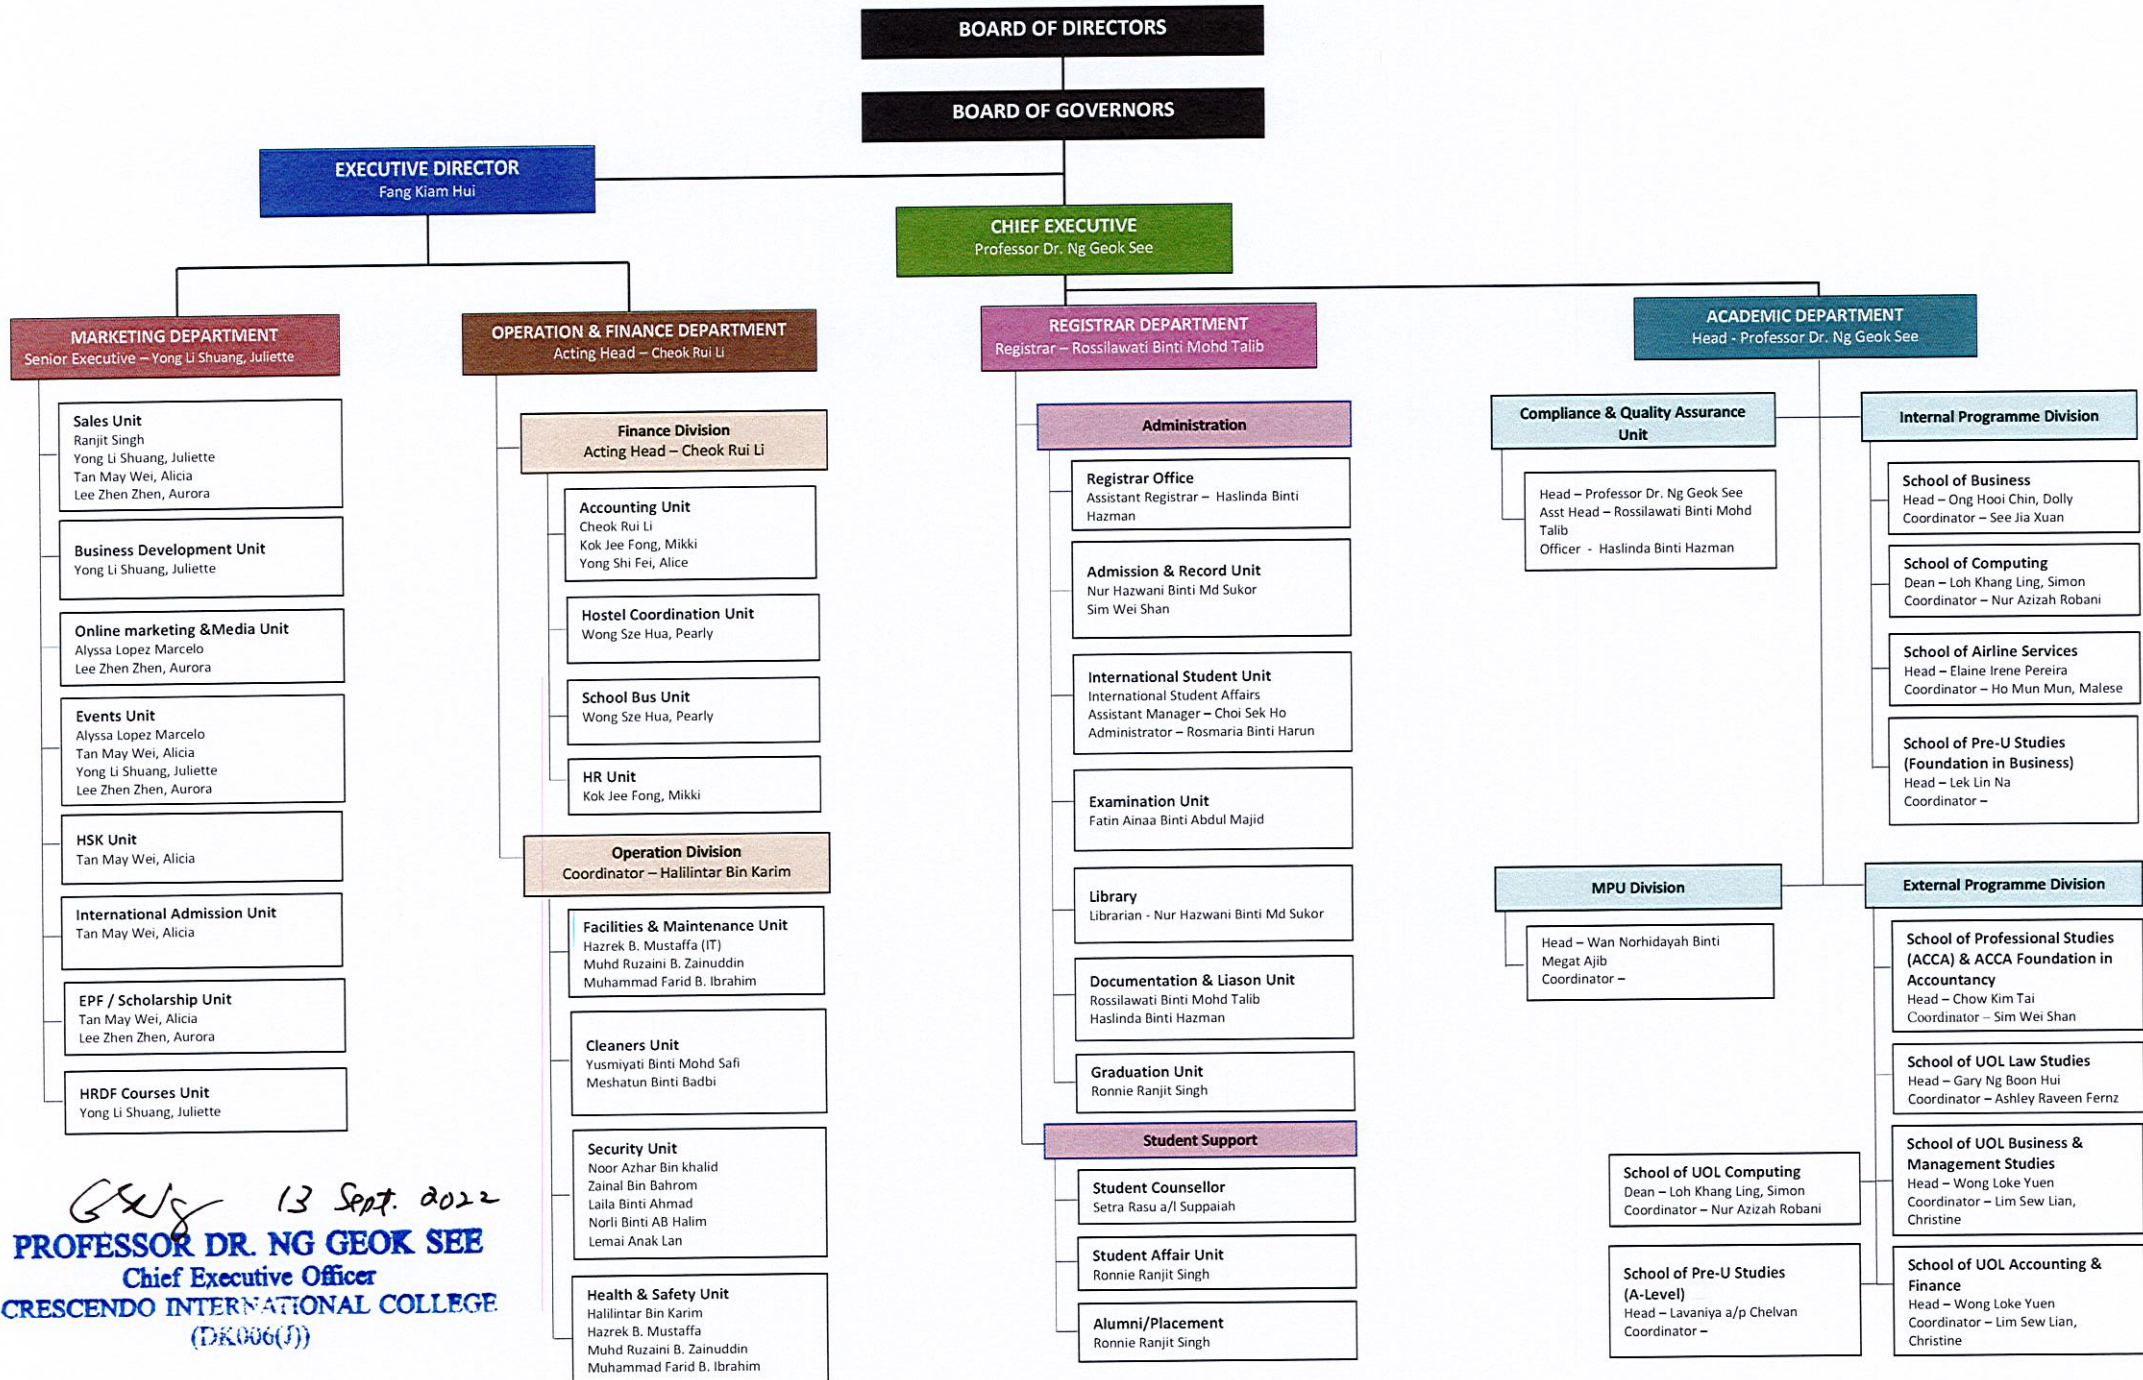 BOARD OF DIRECTORS
BOARD OF GOVERNORS
EXECUTIVE DIRECTOR
Fang Kiam Hui
CHIEF EXECUTIVE
Professor Dr. Ng Geok See
MARKETING DEPARTMENT
Senior Executive – Yong Li Shuang, Juliette
Sales Unit
Ranjit Singh
Yong Li Shuang, Juliette
Tan May Wei, Alicia
Lee Zhen Zhen, Aurora
Business Development Unit
Yong Li Shuang, Juliette
Online marketing &Media Unit
Alyssa Lopez Marcelo
Lee Zhen Zhen, Aurora
Events Unit
Alyssa Lopez Marcelo
Tan May Wei, Alicia
Yong Li Shuang, Juliette
Lee Zhen Zhen, Aurora
HSK Unit
Tan May Wei, Alicia
International Admission Unit
Tan May Wei, Alicia
EPF / Scholarship Unit
Tan May Wei, Alicia
Lee Zhen Zhen, Aurora
HRDF Courses Unit
Yong Li Shuang, Juliette
OPERATION & FINANCE DEPARTMENT
Acting Head – Cheok Rui Li
Finance Division
Acting Head – Cheok Rui Li
Accounting Unit
Cheok Rui Li
Kok Jee Fong, Mikki
Yong Shi Fei, Alice
Hostel Coordination Unit
Wong Sze Hua, Pearly
School Bus Unit
Wong Sze Hua, Pearly
HR Unit
Kok Jee Fong, Mikki
Operation Division
Coordinator – Halilintar Bin Karim
Facilities & Maintenance Unit
Hazrek B. Mustaffa (IT)
Muhd Ruzaini B. Zainuddin
Muhammad Farid B. Ibrahim
Cleaners Unit
Yusmiyati Binti Mohd Safi
Meshatun Binti Badbi
Security Unit
Noor Azhar Bin khalid
Zainal Bin Bahrom
Laila Binti Ahmad
Norli Binti AB Halim
Lemai Anak Lan
Health & Safety Unit
Halilintar Bin Karim
Hazrek B. Mustaffa
Muhd Ruzaini B. Zainuddin
Muhammad Farid B. Ibrahim
REGISTRAR DEPARTMENT
Registrar – Rossilawati Binti Mohd Talib
Administration
Registrar Office
Assistant Registrar – Haslinda Binti
Hazman
Admission & Record Unit
Nur Hazwani Binti Md Sukor
Sim Wei Shan
International Student Unit
International Student Affairs
Assistant Manager – Choi Sek Ho
Administrator – Rosmaria Binti Harun
Examination Unit
Fatin Ainaa Binti Abdul Majid
Library
Librarian - Nur Hazwani Binti Md Sukor
Documentation & Liason Unit
Rossilawati Binti Mohd Talib
Haslinda Binti Hazman
Graduation Unit
Ronnie Ranjit Singh
Student Support
Student Counsellor
Setra Rasu a/l Suppaiah
Student Affair Unit
Ronnie Ranjit Singh
Alumni/Placement
Ronnie Ranjit Singh
ACADEMIC DEPARTMENT
Head - Professor Dr. Ng Geok See
Compliance & Quality Assurance
Unit
Head – Professor Dr. Ng Geok See
Asst Head – Rossilawati Binti Mohd
Talib
Officer - Haslinda Binti Hazman
Internal Programme Division
School of Business
Head – Ong Hooi Chin, Dolly
Coordinator – See Jia Xuan
School of Computing
Dean – Loh Khang Ling, Simon
Coordinator – Nur Azizah Robani
School of Airline Services
Head – Elaine Irene Pereira
Coordinator – Ho Mun Mun, Malese
School of Pre-U Studies
(Foundation in Business)
Head – Lek Lin Na
Coordinator –
MPU Division
Head – Wan Norhidayah Binti
Megat Ajib
Coordinator –
External Programme Division
School of Professional Studies
(ACCA) & ACCA Foundation in
Accountancy
Head – Chow Kim Tai
Coordinator – Sim Wei Shan
School of UOL Law Studies
Head – Gary Ng Boon Hui
Coordinator – Ashley Raveen Fernz
School of UOL Computing
Dean – Loh Khang Ling, Simon
Coordinator – Nur Azizah Robani
School of UOL Business &
Management Studies
Head – Wong Loke Yuen
Coordinator – Lim Sew Lian,
Christine
School of Pre-U Studies
(A-Level)
Head – Lavaniya a/p Chelvan
Coordinator –
School of UOL Accounting &
Finance
Head – Wong Loke Yuen
Coordinator – Lim Sew Lian,
Christine
13 Sept. 2022
PROFESSOR DR. NG GEOK SEE
Chief Executive Officer
CRESCENDO INTERNATIONAL COLLEGE
(DK006(J))